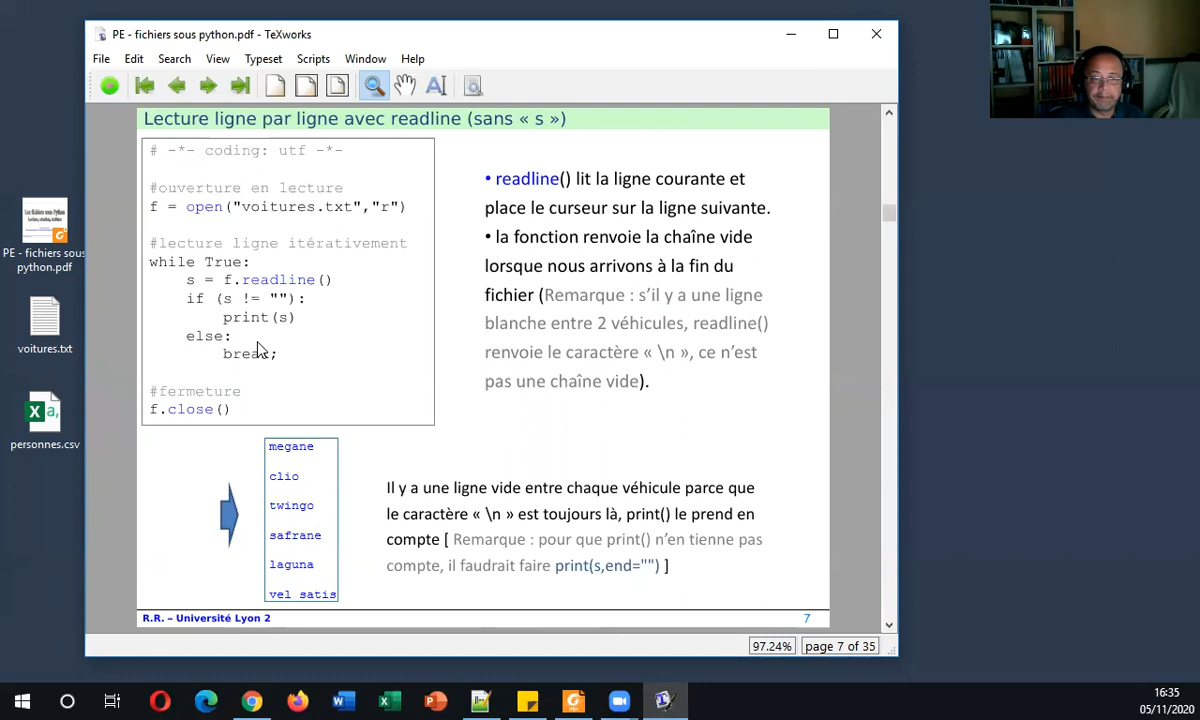 PE - fichiers sous python.pdf - TeXworks
File Edit Search View Typeset Scripts Window Help
Lecture ligne par ligne avec readline (sans « s »)
# -*- coding: utf -*-
#ouverture en lecture
f = open("voitures.txt","r")
#lecture ligne itérativement
while True:
s = f.readline()
if (s != ""):
print(s)
else:
break;
#fermeture
f.close()
• readline() lit la ligne courante et
place le curseur sur la ligne suivante.
• la fonction renvoie la chaîne vide
lorsque nous arrivons à la fin du
fichier (Remarque : s'il y a une ligne
blanche entre 2 véhicules, readline()
renvoie le caractère « \n », ce n'est
pas une chaîne vide).
megane
clio
twingo
safrane
laguna
vel satis
Il y a une ligne vide entre chaque véhicule parce que
le caractère « \n » est toujours là, print() le prend en
compte [ Remarque : pour que print() n'en tienne pas
compte, il faudrait faire print(s,end="") ]
R.R. – Université Lyon 2
7
97.24% page 7 of 35
PE - fichiers sous
python.pdf
voitures.txt
personnes.csv
16:35
05/11/2020